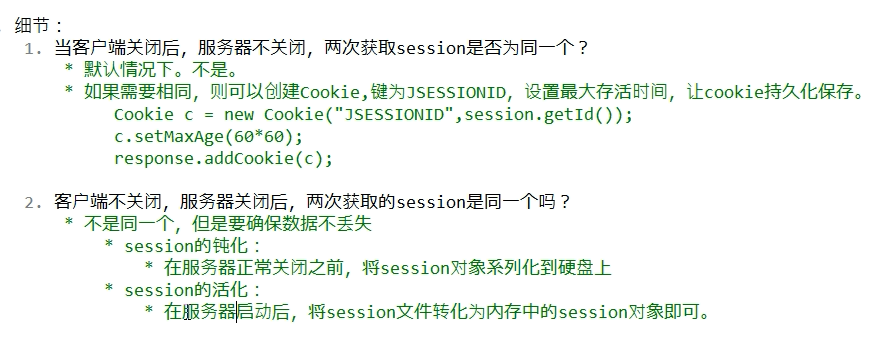 细节：
1. 当客户端关闭后，服务器不关闭，两次获取session是否为同一个？
* 默认情况下。不是。
* 如果需要相同，则可以创建Cookie,键为JSESSIONID，设置最大存活时间，让cookie持久化保存。
Cookie c = new Cookie("JSESSIONID",session.getId());
c.setMaxAge(60*60);
response.addCookie(c);
2. 客户端不关闭，服务器关闭后，两次获取的session是同一个吗？
* 不是同一个，但是要确保数据不丢失
* session的钝化：
* 在服务器正常关闭之前，将session对象系列化到硬盘上
* session的活化：
* 在服务器启动后，将session文件转化为内存中的session对象即可。